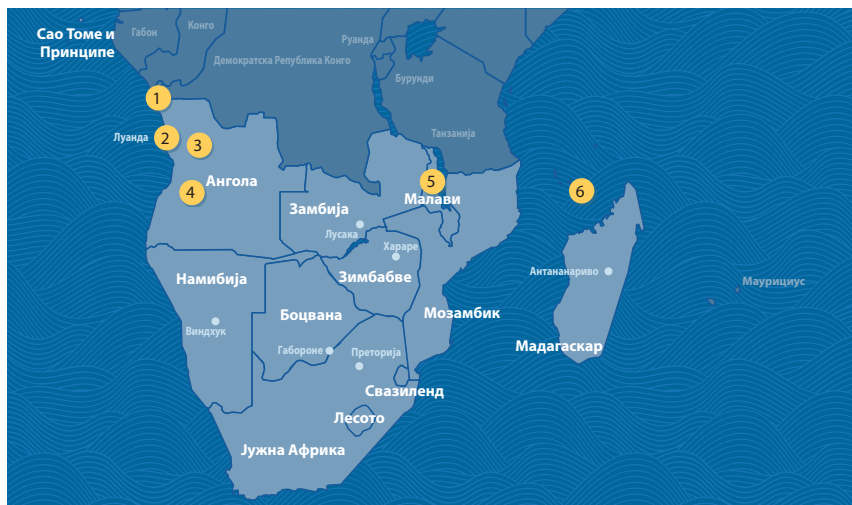 Сао Томе и
Принципе
Габон
Конго
Демократска Република Конго
Руанда
Бурунди
Танзанија
1
Луанда
2
3
4
Ангола
5
Малави
6
Замбија
Лусака
Хараре
Зимбабве
Намибија
Виндхук
Боцвана
Габороне
Преторија
Мозамбик
Антананариво
Мадагаскар
Маурициус
Свазиленд
Лесото
Јужна Африка